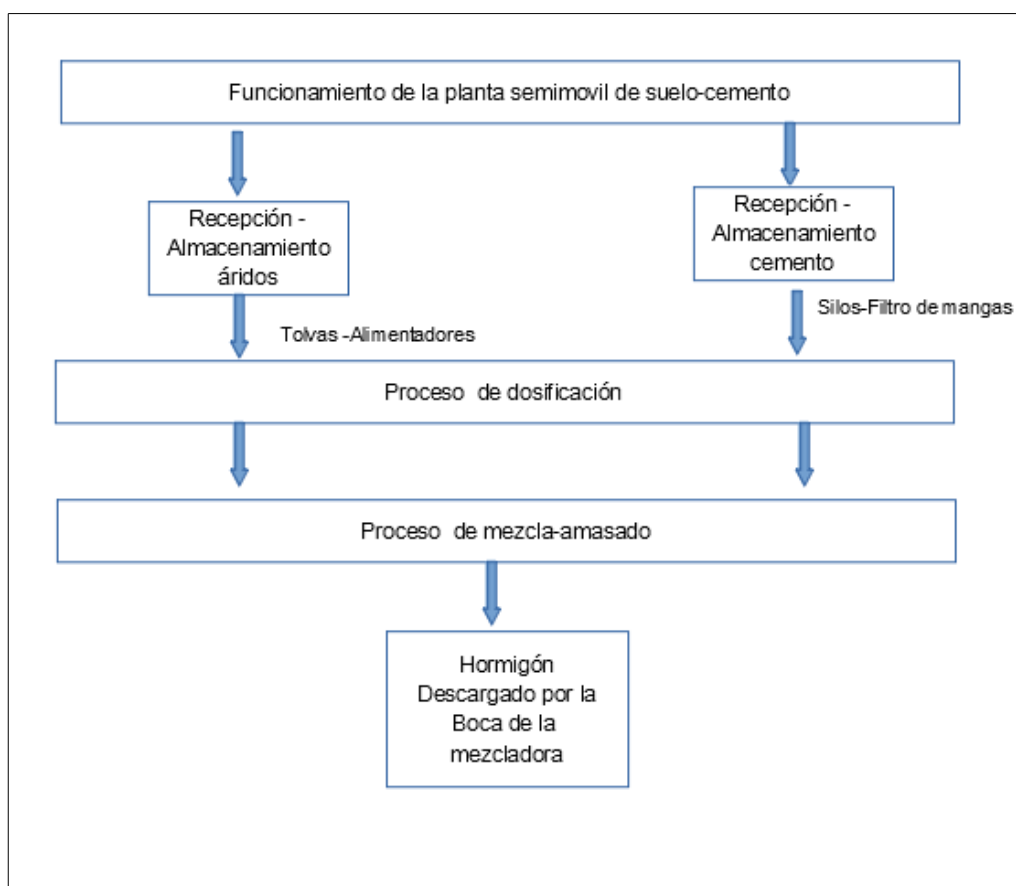 Funcionamiento de la planta semimovil de suelo-cemento
Recepción -
Almacenamiento
áridos
Recepción -
Almacenamiento
cemento
Tolvas -Alimentadores
Silos-Filtro de mangas
Proceso de dosificación
Proceso de mezcla-amasado
Hormigón
Descargado por la
Boca de la
mezcladora